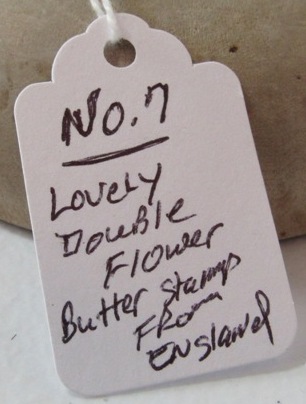 No. 7
Lovely
Double
Flower
Butter stamps
From
England